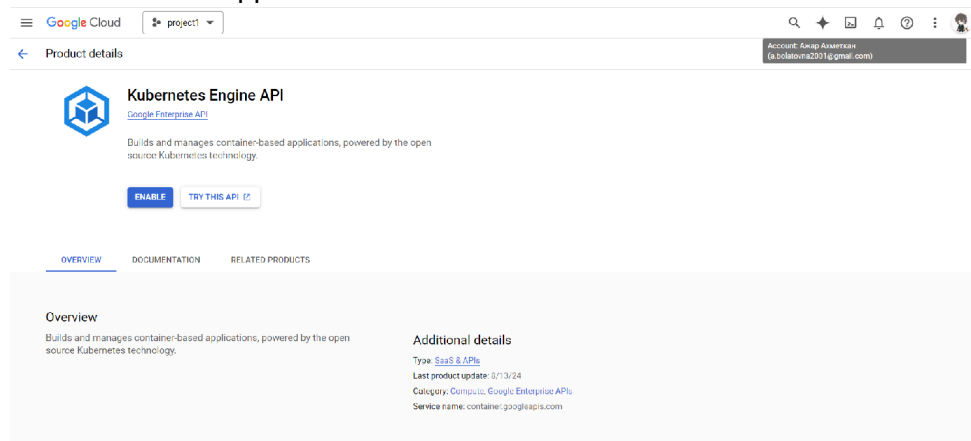 Google Cloud
project1
Product details
Account: Ажар Ахметкан
(a.bolatovna2001@gmail.com)
Kubernetes Engine API
Google Enterprise API
Builds and manages container-based applications, powered by the open
source Kubernetes technology.
ENABLE
TRY THIS API
OVERVIEW
DOCUMENTATION
RELATED PRODUCTS
Overview
Builds and manages container-based applications, powered by the open
source Kubernetes technology.
Additional details
Type: SaaS & APIs
Last product update: 8/13/24
Category: Compute, Google Enterprise APIs
Service name: container.googleapis.com